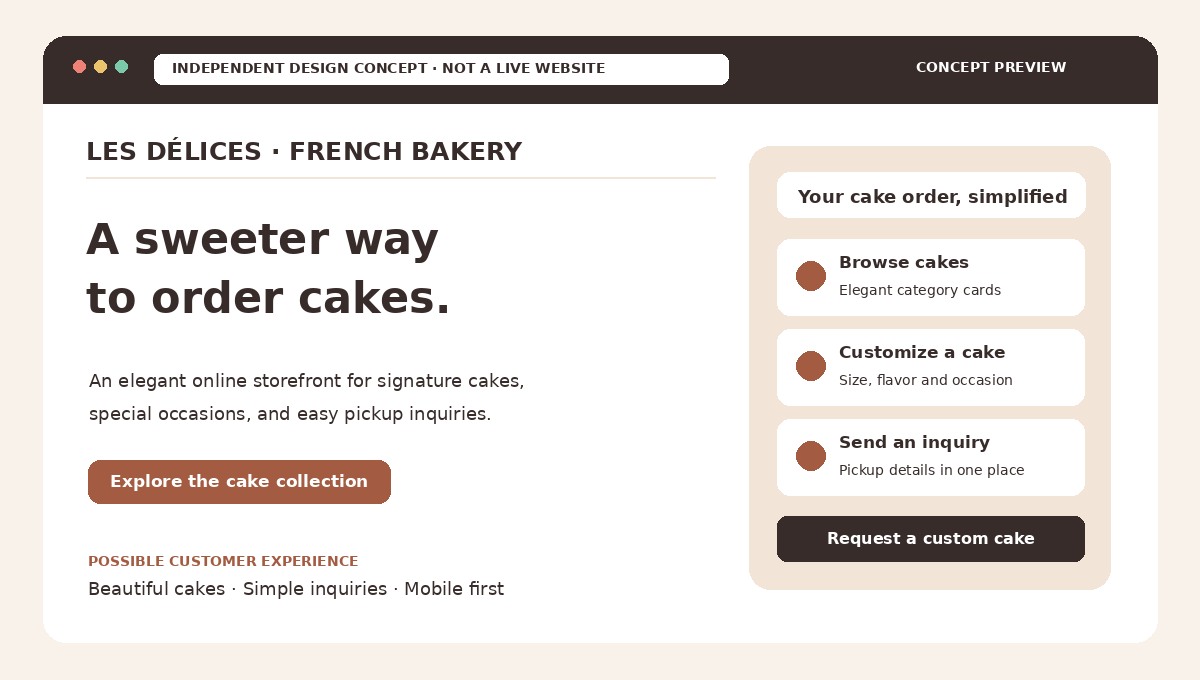 INDEPENDENT DESIGN CONCEPT · NOT A LIVE WEBSITE
CONCEPT PREVIEW
LES DÉLICES · FRENCH BAKERY
A sweeter way
to order cakes.
An elegant online storefront for signature cakes,
special occasions, and easy pickup inquiries.
Explore the cake collection
POSSIBLE CUSTOMER EXPERIENCE
Beautiful cakes · Simple inquiries · Mobile first
Your cake order, simplified
Browse cakes
Elegant category cards
Customize a cake
Size, flavor and occasion
Send an inquiry
Pickup details in one place
Request a custom cake